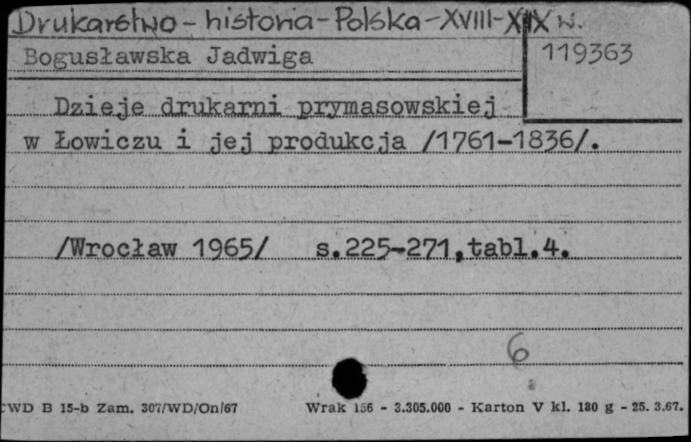 Drukarstwo - historia - Polska - XVIII-XIX w.
Bogusławska Jadwiga
119363
Dzieje drukarni prymasowskiej
w Łowiczu i jej produkcja /1761-1836/.
/Wrocław 1965/ s.225-271,tabl.4.
6
CWD B 15-b Zam. 307/WD/On/67 Wrak 156 - 3.305.000 - Karton V kl. 180 g - 25. 3.67.